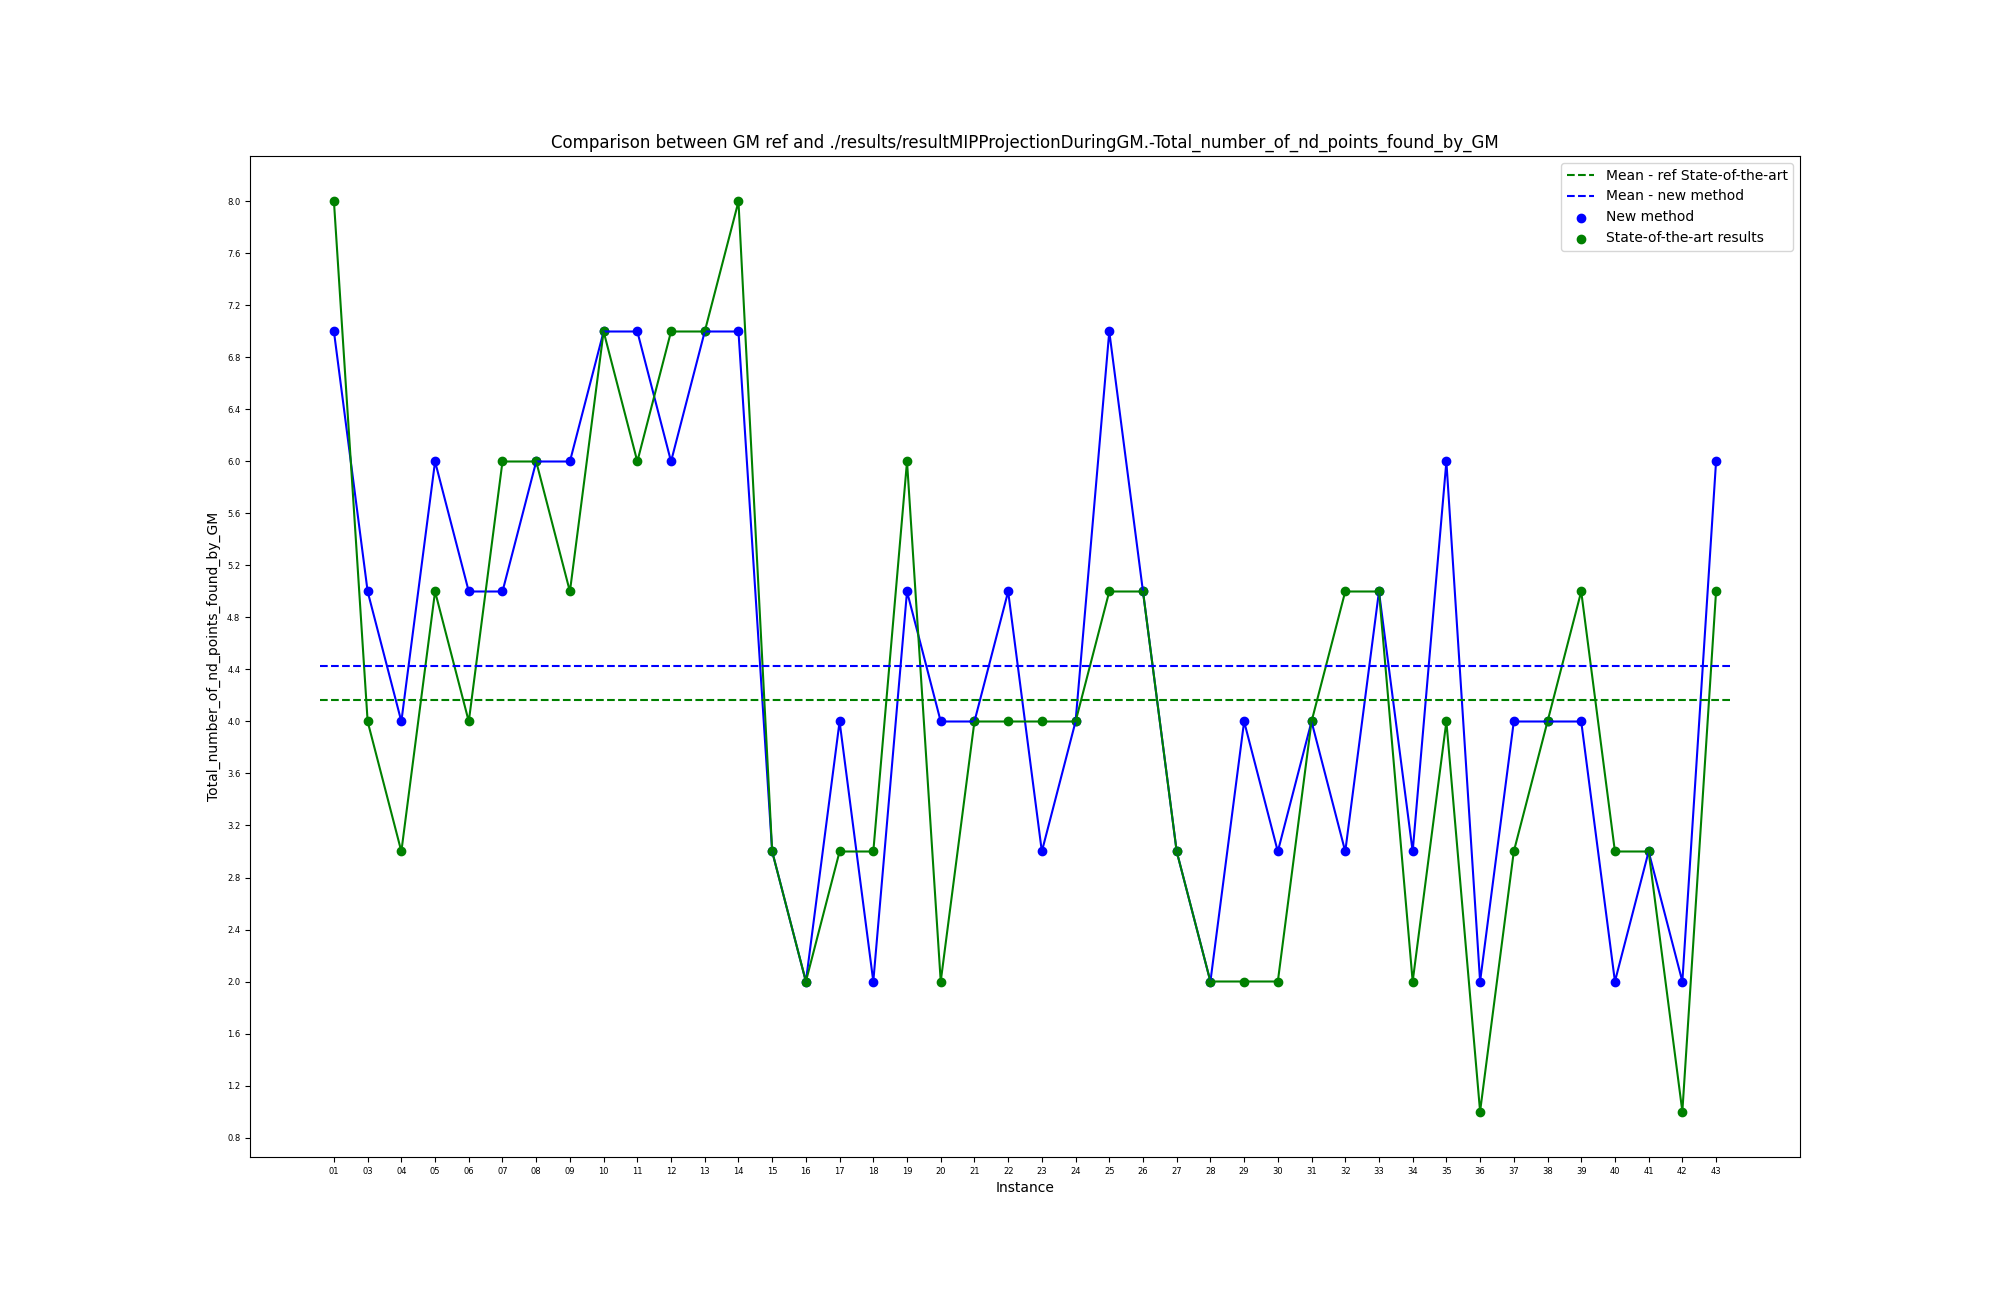 Comparison between GM ref and ./results/resultMIPProjectionDuringGM.-Total_number_of_nd_points_found_by_GM
Mean - ref State-of-the-art
Mean - new method
New method
State-of-the-art results
8.0
7.6
7.2
6.8
6.4
6.0
5.6
5.2
4.8
4.4
4.0
3.6
3.2
2.8
2.4
2.0
1.6
1.2
0.8
Total_number_of_nd_points_found_by_GM
01 03 04 05 06 07 08 09 10 11 12 13 14 15 16 17 18 19 20 21 22 23 24 25 26 27 28 29 30 31 32 33 34 35 36 37 38 39 40 41 42 43
Instance